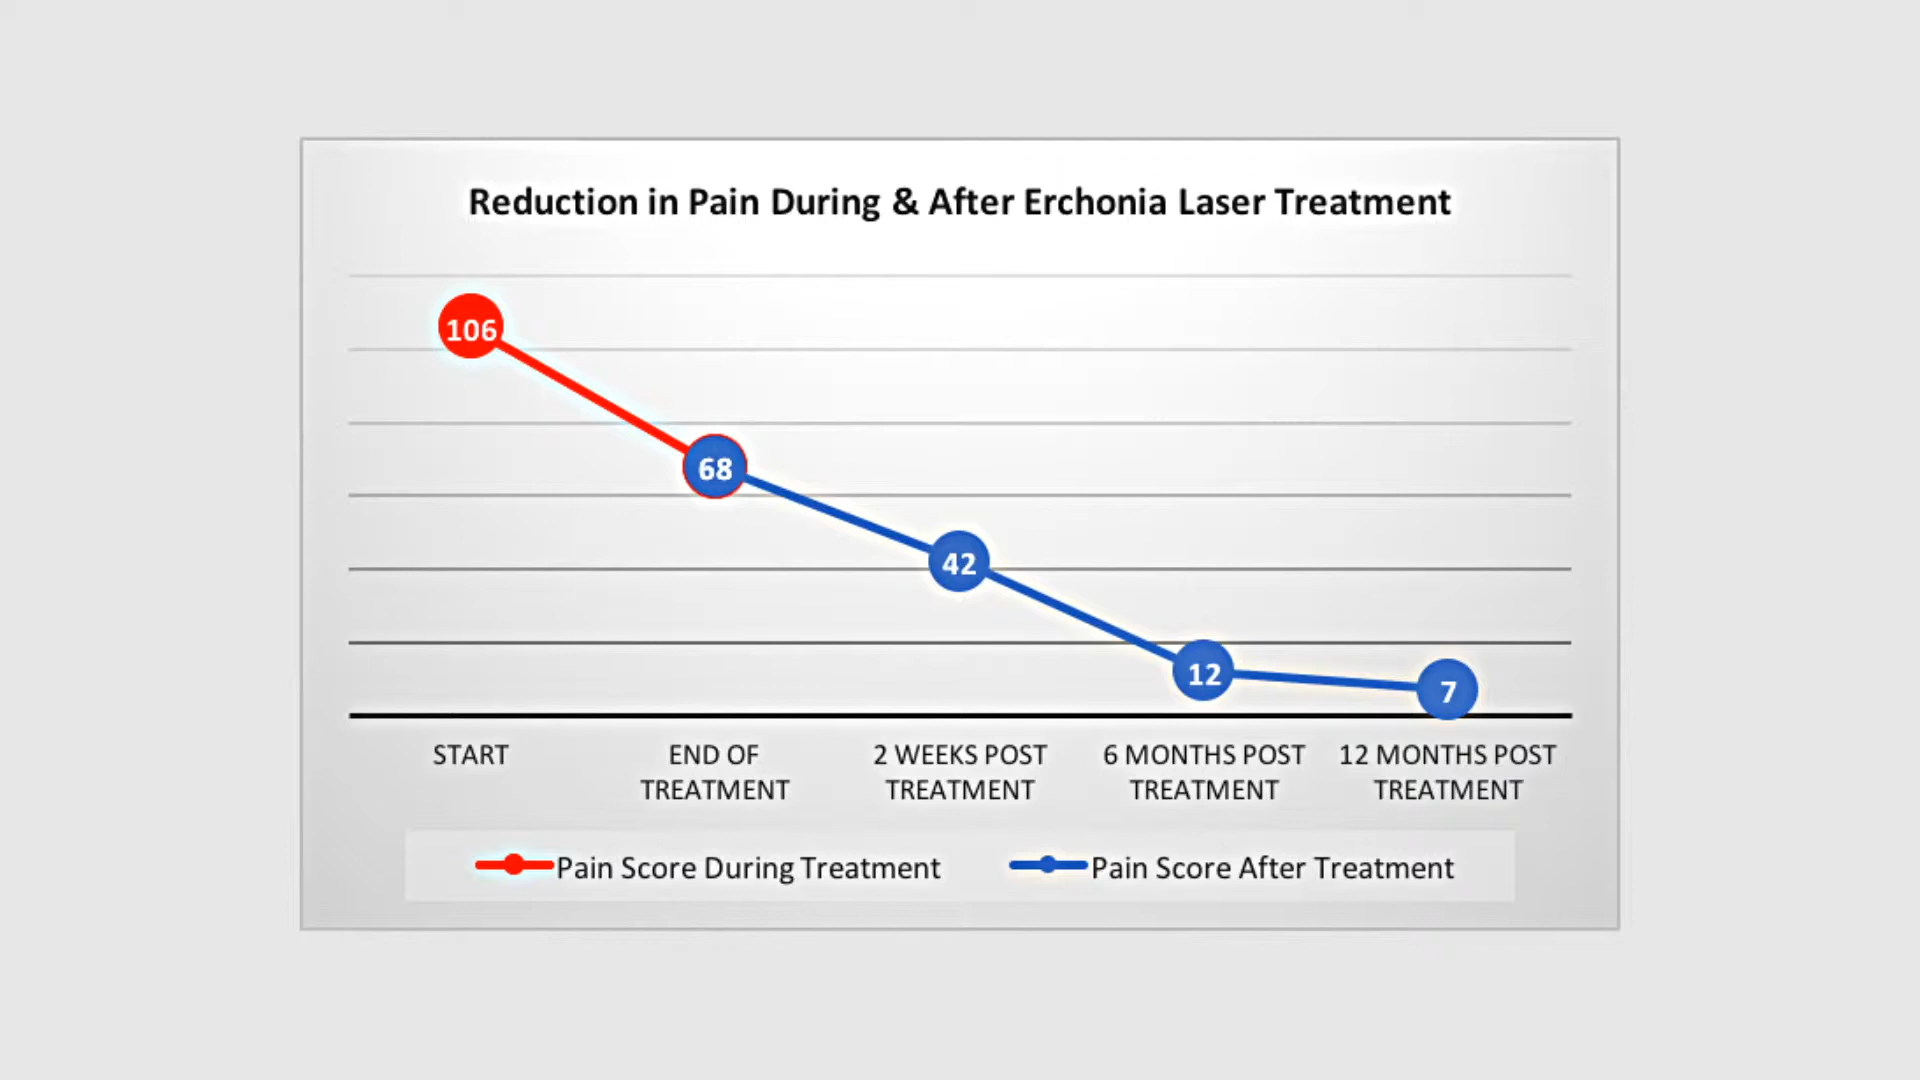 Reduction in Pain During & After Erchonia Laser Treatment
106
68
42
12
7
START
END OF
TREATMENT
2 WEEKS POST
TREATMENT
6 MONTHS POST
TREATMENT
12 MONTHS POST
TREATMENT
Pain Score During Treatment
Pain Score After Treatment